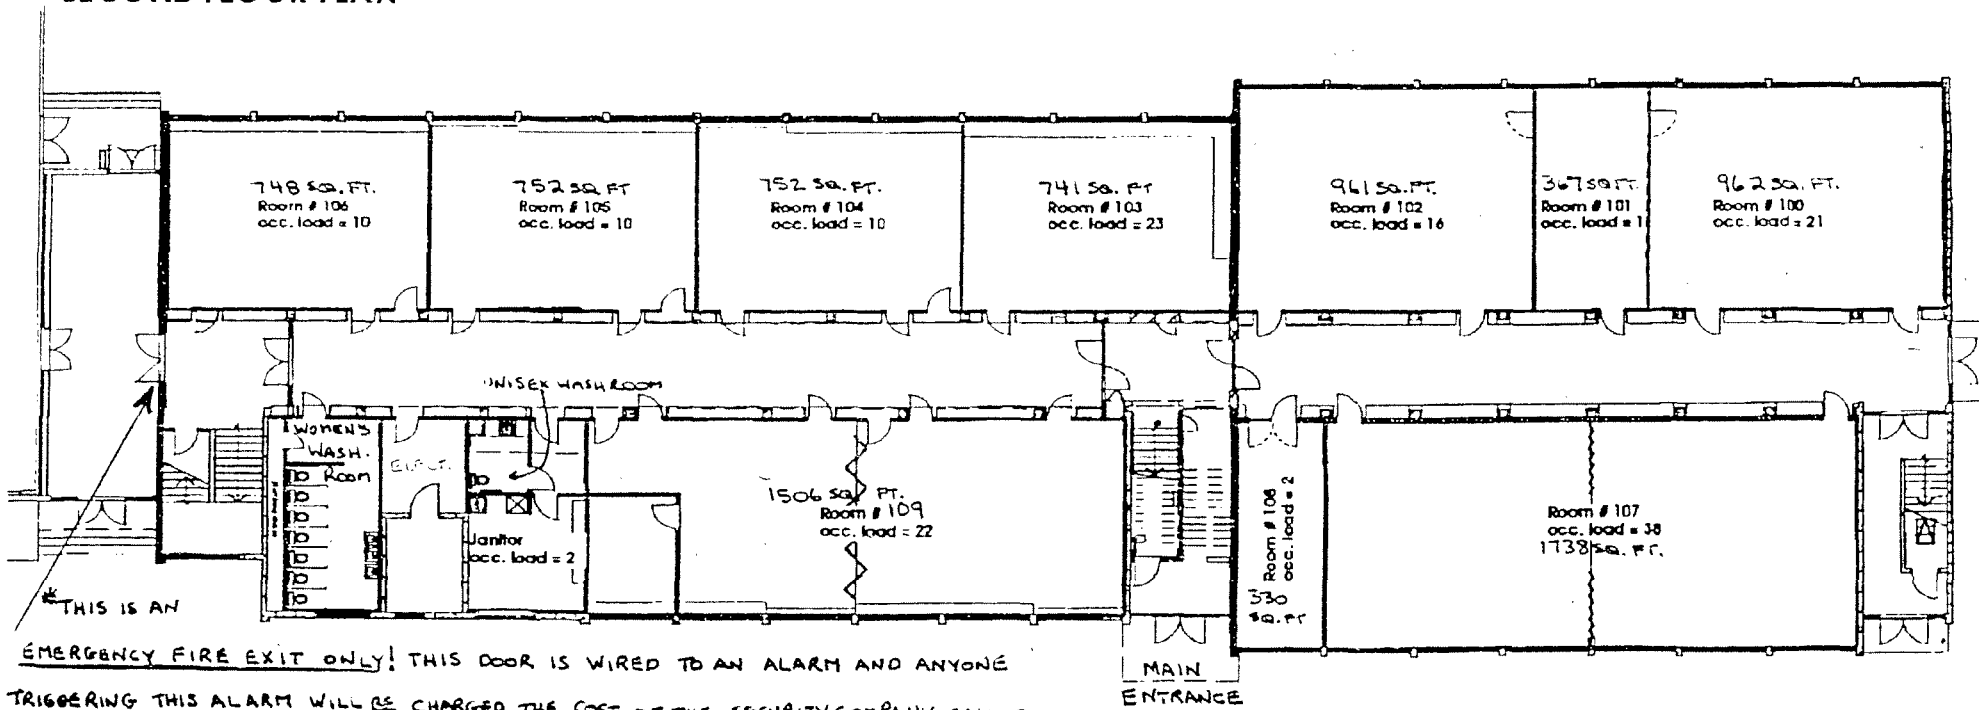 748 SQ. FT.
Room # 106
occ. load = 10
752 SQ. FT
Room # 105
occ. load = 10
752 SQ. FT.
Room # 104
occ. load = 10
741 SQ. FT
Room # 103
occ. load = 23
961 SQ. FT.
Room # 102
occ. load = 16
367 SQ FT.
Room # 101
occ. load = 1
962 SQ. FT.
Room # 100
occ. load = 21
UNISEX WASHROOM
WOMEN'S
WASH.
ROOM
ELECT.
Janitor
occ. load = 2
1506 SQ. FT.
Room # 109
occ. load = 22
Room # 108
occ. load = 2
330
SQ. FT
Room # 107
occ. load = 38
1738 SQ. FT.
MAIN
ENTRANCE
* THIS IS AN
EMERGENCY FIRE EXIT ONLY! THIS DOOR IS WIRED TO AN ALARM AND ANYONE
TRIGGERING THIS ALARM WILL BE CHARGED THE COST